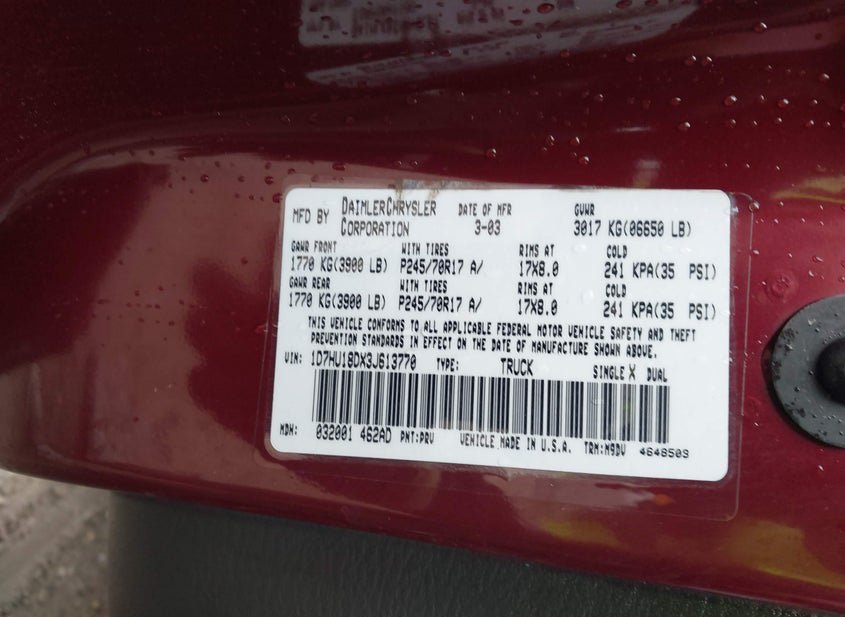 MFD BY DAIMLERCHRYSLER CORPORATION DATE OF MFR 3-03 GVWR 3017 KG(06650 LB)
GAWR FRONT WITH TIRES RIMS AT COLD
1770 KG(3900 LB) P245/70R17 A/ 17X8.0 241 KPA(35 PSI)
GAWR REAR WITH TIRES RIMS AT COLD
1770 KG(3900 LB) P245/70R17 A/ 17X8.0 241 KPA(35 PSI)
THIS VEHICLE CONFORMS TO ALL APPLICABLE FEDERAL MOTOR VEHICLE SAFETY AND THEFT
PREVENTION STANDARDS IN EFFECT ON THE DATE OF MANUFACTURE SHOWN ABOVE.
VIN: 1D7HU18DX3J613770 TYPE: TRUCK SINGLE X DUAL
MDH: 032001 462AD PNT:PRV VEHICLE MADE IN U.S.A. TRM:M9DV 4648503